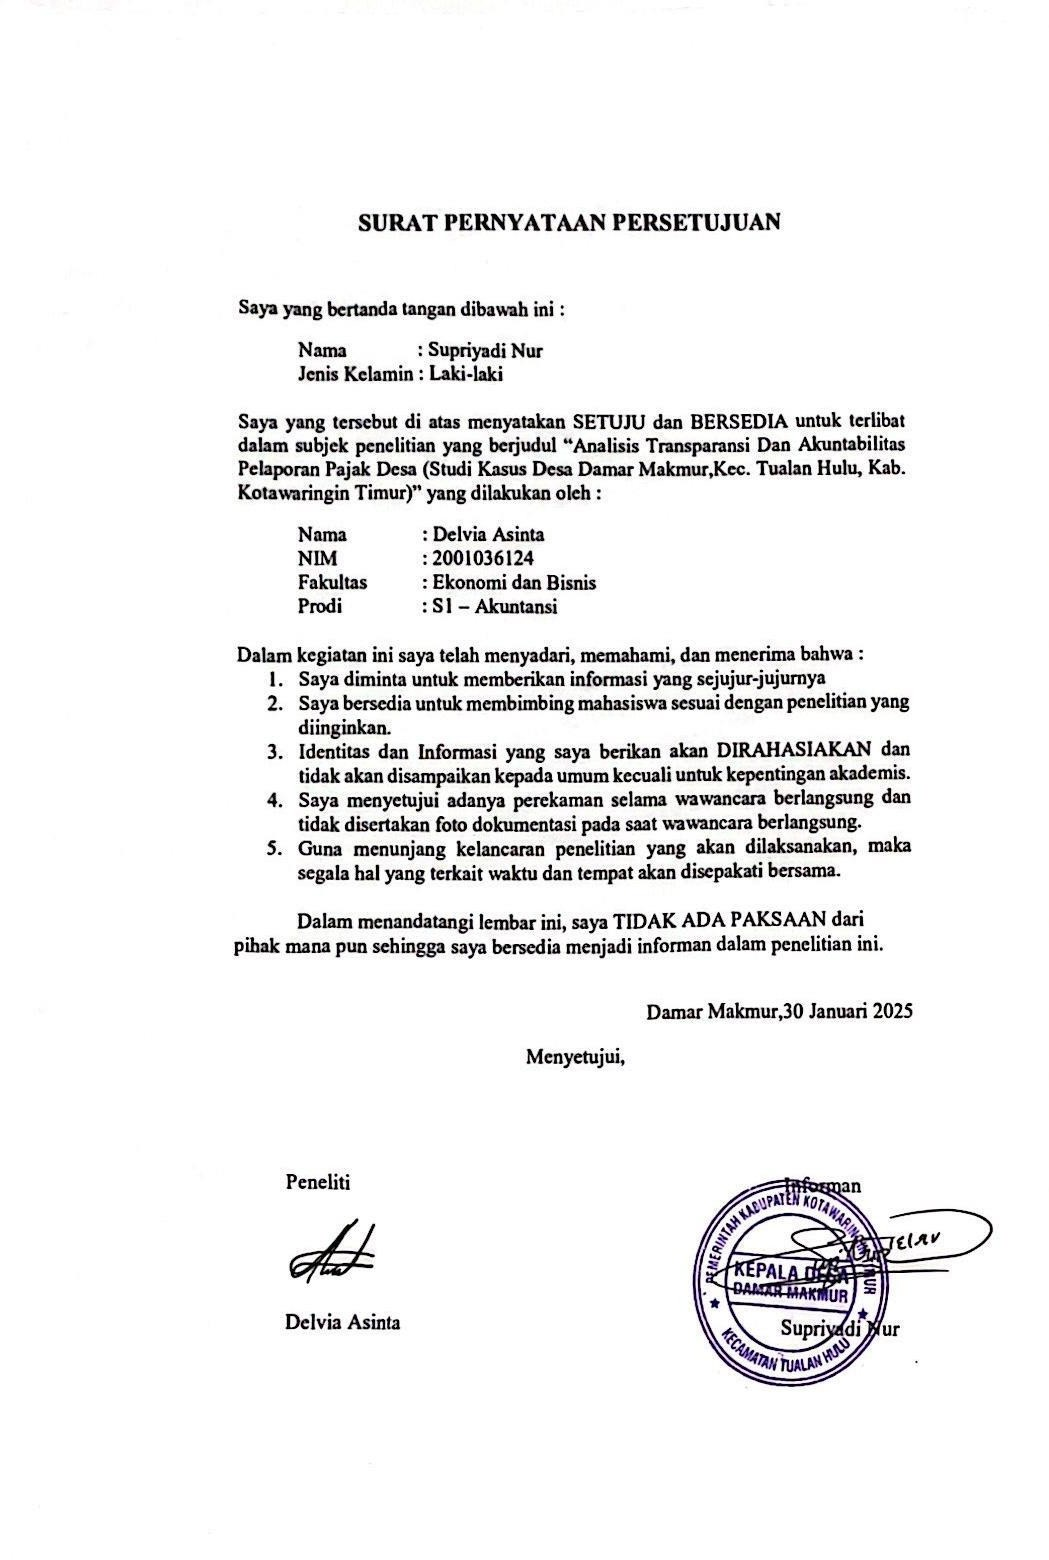 SURAT PERNYATAAN PERSETUJUAN
Saya yang bertanda tangan dibawah ini :
Nama : Supriyadi Nur
Jenis Kelamin : Laki-laki
Saya yang tersebut di atas menyatakan SETUJU dan BERSEDIA untuk terlibat
dalam subjek penelitian yang berjudul “Analisis Transparansi Dan Akuntabilitas
Pelaporan Pajak Desa (Studi Kasus Desa Damar Makmur,Kec. Tualan Hulu, Kab.
Kotawaringin Timur)” yang dilakukan oleh :
Nama : Delvia Asinta
NIM : 2001036124
Fakultas : Ekonomi dan Bisnis
Prodi : S1 – Akuntansi
Dalam kegiatan ini saya telah menyadari, memahami, dan menerima bahwa :
1. Saya diminta untuk memberikan informasi yang sejujur-jujurnya
2. Saya bersedia untuk membimbing mahasiswa sesuai dengan penelitian yang
diinginkan.
3. Identitas dan Informasi yang saya berikan akan DIRAHASIAKAN dan
tidak akan disampaikan kepada umum kecuali untuk kepentingan akademis.
4. Saya menyetujui adanya perekaman selama wawancara berlangsung dan
tidak disertakan foto dokumentasi pada saat wawancara berlangsung.
5. Guna menunjang kelancaran penelitian yang akan dilaksanakan, maka
segala hal yang terkait waktu dan tempat akan disepakati bersama.
Dalam menandatangi lembar ini, saya TIDAK ADA PAKSAAN dari
pihak mana pun sehingga saya bersedia menjadi informan dalam penelitian ini.
Damar Makmur,30 Januari 2025
Menyetujui,
Peneliti
Informan
PEMERINTAH KABUPATEN KOTAWARINGIN TIMUR
KEPALA DESA
DAMAR MAKMUR
KECAMATAN TUALAN HULU
Delvia Asinta
Supriyadi Nur